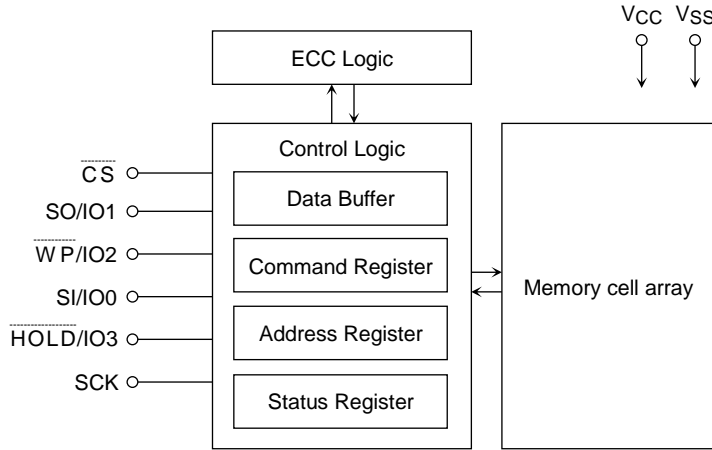 VCC VSS
ECC Logic
Control Logic
CS
Data Buffer
SO/IO1
WP/IO2
Command Register
SI/IO0
Memory cell array
HOLD/IO3
Address Register
SCK
Status Register